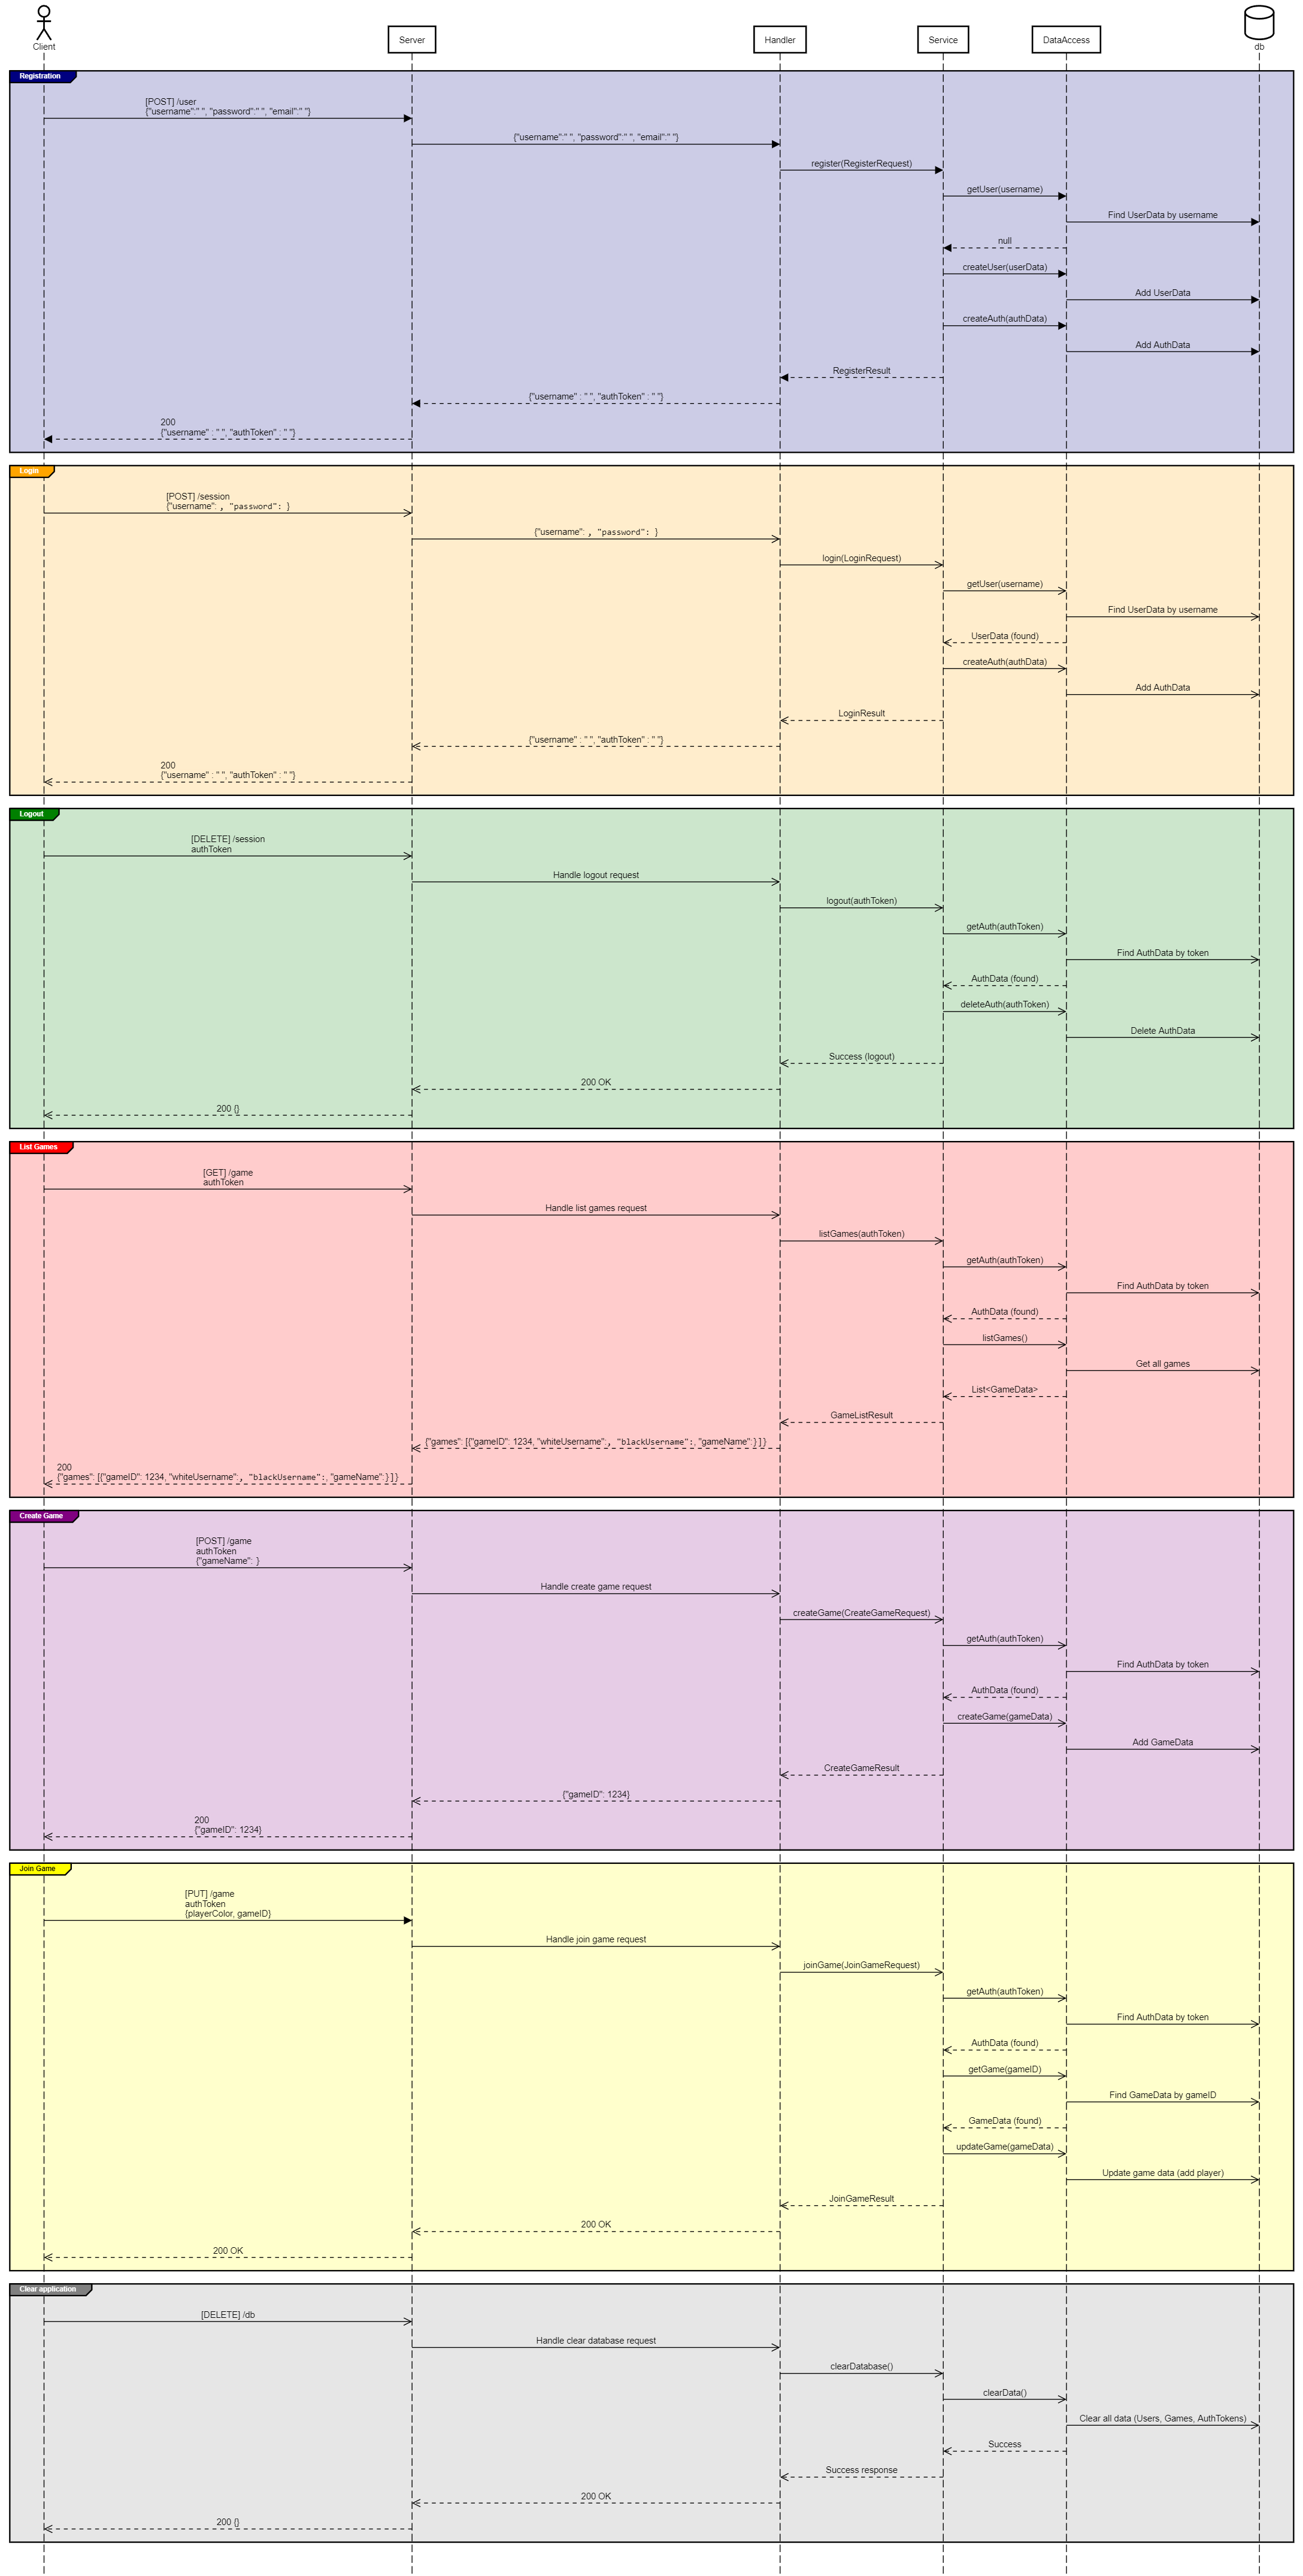 Client
Server
Handler
Service
DataAccess
db
Registration
[POST] /user
{"username":" ", "password":" ", "email":" "}
{"username":" ", "password":" ", "email":" "}
register(RegisterRequest)
getUser(username)
Find UserData by username
null
createUser(userData)
Add UserData
createAuth(authData)
Add AuthData
RegisterResult
{"username" : " ", "authToken" : " "}
200
{"username" : " ", "authToken" : " "}
Login
[POST] /session
{"username": , "password": }
{"username": , "password": }
login(LoginRequest)
getUser(username)
Find UserData by username
UserData (found)
createAuth(authData)
Add AuthData
LoginResult
{"username" : " ", "authToken" : " "}
200
{"username" : " ", "authToken" : " "}
Logout
[DELETE] /session
authToken
Handle logout request
logout(authToken)
getAuth(authToken)
Find AuthData by token
AuthData (found)
deleteAuth(authToken)
Delete AuthData
Success (logout)
200 OK
200 {}
List Games
[GET] /game
authToken
Handle list games request
listGames(authToken)
getAuth(authToken)
Find AuthData by token
AuthData (found)
listGames()
Get all games
List<GameData>
GameListResult
{"games": [{"gameID": 1234, "whiteUsername":, "blackUsername":, "gameName":} ] }
200
{"games": [{"gameID": 1234, "whiteUsername":, "blackUsername":, "gameName":} ] }
Create Game
[POST] /game
authToken
{"gameName": }
Handle create game request
createGame(CreateGameRequest)
getAuth(authToken)
Find AuthData by token
AuthData (found)
createGame(gameData)
Add GameData
CreateGameResult
{"gameID": 1234}
200
{"gameID": 1234}
Join Game
[PUT] /game
authToken
{playerColor, gameID}
Handle join game request
joinGame(JoinGameRequest)
getAuth(authToken)
Find AuthData by token
AuthData (found)
getGame(gameID)
Find GameData by gameID
GameData (found)
updateGame(gameData)
Update game data (add player)
JoinGameResult
200 OK
200 OK
Clear application
[DELETE] /db
Handle clear database request
clearDatabase()
clearData()
Clear all data (Users, Games, AuthTokens)
Success
Success response
200 OK
200 {}